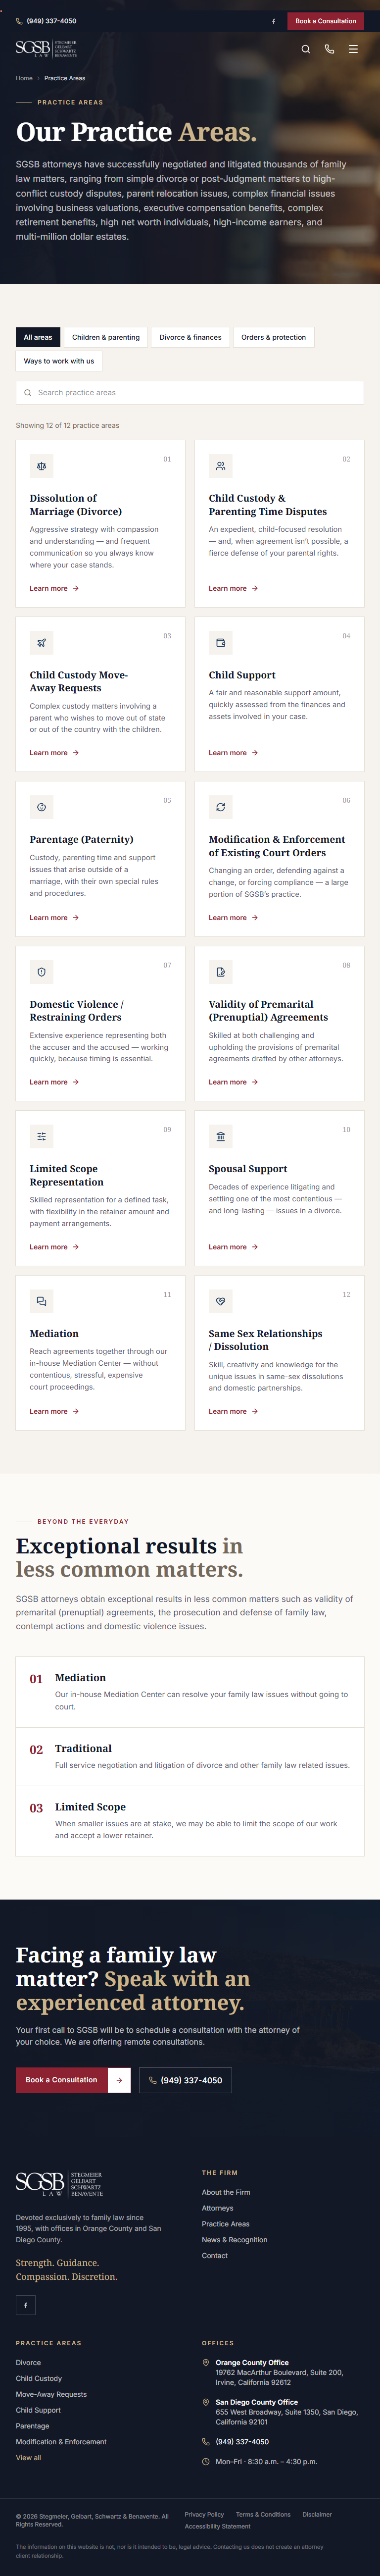 (949) 337-4050
Book a Consultation
SGSB LAW
STEGMEIER
GELBART
SCHWARTZ
BENAVENTE
Home
Practice Areas
PRACTICE AREAS
Our Practice Areas.
SGSB attorneys have successfully negotiated and litigated thousands of family
law matters, ranging from simple divorce or post-Judgment matters to high-
conflict custody disputes, parent relocation issues, complex financial issues
involving business valuations, executive compensation benefits, complex
retirement benefits, high net worth individuals, high-income earners, and
multi-million dollar estates.
All areas
Children & parenting
Divorce & finances
Orders & protection
Ways to work with us
Search practice areas
Showing 12 of 12 practice areas
01
Dissolution of
Marriage (Divorce)
Aggressive strategy with compassion
and understanding — and frequent
communication so you always know
where your case stands.
Learn more
02
Child Custody &
Parenting Time Disputes
An expedient, child-focused resolution
— and, when agreement isn't possible, a
fierce defense of your parental rights.
Learn more
03
Child Custody Move-
Away Requests
Complex custody matters involving a
parent who wishes to move out of state
or out of the country with the children.
Learn more
04
Child Support
A fair and reasonable support amount,
quickly assessed from the finances and
assets involved in your case.
Learn more
05
Parentage (Paternity)
Custody, parenting time and support
issues that arise outside of a
marriage, with their own special rules
and procedures.
Learn more
06
Modification & Enforcement
of Existing Court Orders
Changing an order, defending against a
change, or forcing compliance — a large
portion of SGSB's practice.
Learn more
07
Domestic Violence /
Restraining Orders
Extensive experience representing both
the accuser and the accused — working
quickly, because timing is essential.
Learn more
08
Validity of Premarital
(Prenuptial) Agreements
Skilled at both challenging and
upholding the provisions of premarital
agreements drafted by other attorneys.
Learn more
09
Limited Scope
Representation
Skilled representation for a defined task,
with flexibility in the retainer amount and
payment arrangements.
Learn more
10
Spousal Support
Decades of experience litigating and
settling one of the most contentious —
and long-lasting — issues in a divorce.
Learn more
11
Mediation
Reach agreements together through our
in-house Mediation Center — without
contentious, stressful, expensive
court proceedings.
Learn more
12
Same Sex Relationships
/ Dissolution
Skill, creativity and knowledge for the
unique issues in same-sex dissolutions
and domestic partnerships.
Learn more
BEYOND THE EVERYDAY
Exceptional results in
less common matters.
SGSB attorneys obtain exceptional results in less common matters such as validity of
premarital (prenuptial) agreements, the prosecution and defense of family law,
contempt actions and domestic violence issues.
01
Mediation
Our in-house Mediation Center can resolve your family law issues without going to
court.
02
Traditional
Full service negotiation and litigation of divorce and other family law related issues.
03
Limited Scope
When smaller issues are at stake, we may be able to limit the scope of our work
and accept a lower retainer.
Facing a family law
matter? Speak with an
experienced attorney.
Your first call to SGSB will be to schedule a consultation with the attorney of
your choice. We are offering remote consultations.
Book a Consultation
(949) 337-4050
SGSB LAW
STEGMEIER
GELBART
SCHWARTZ
BENAVENTE
Devoted exclusively to family law since
1995, with offices in Orange County and San
Diego County.
Strength. Guidance.
Compassion. Discretion.
THE FIRM
About the Firm
Attorneys
Practice Areas
News & Recognition
Contact
PRACTICE AREAS
Divorce
Child Custody
Move-Away Requests
Child Support
Parentage
Modification & Enforcement
View all
OFFICES
Orange County Office
19762 MacArthur Boulevard, Suite 200,
Irvine, California 92612
San Diego County Office
655 West Broadway, Suite 1350, San Diego,
California 92101
(949) 337-4050
Mon–Fri · 8:30 a.m. – 4:30 p.m.
© 2026 Stegmeier, Gelbart, Schwartz & Benavente. All
Rights Reserved.
Privacy Policy
Terms & Conditions
Disclaimer
Accessibility Statement
The information on this website is not, nor is it intended to be, legal advice. Contacting us does not create an attorney-
client relationship.